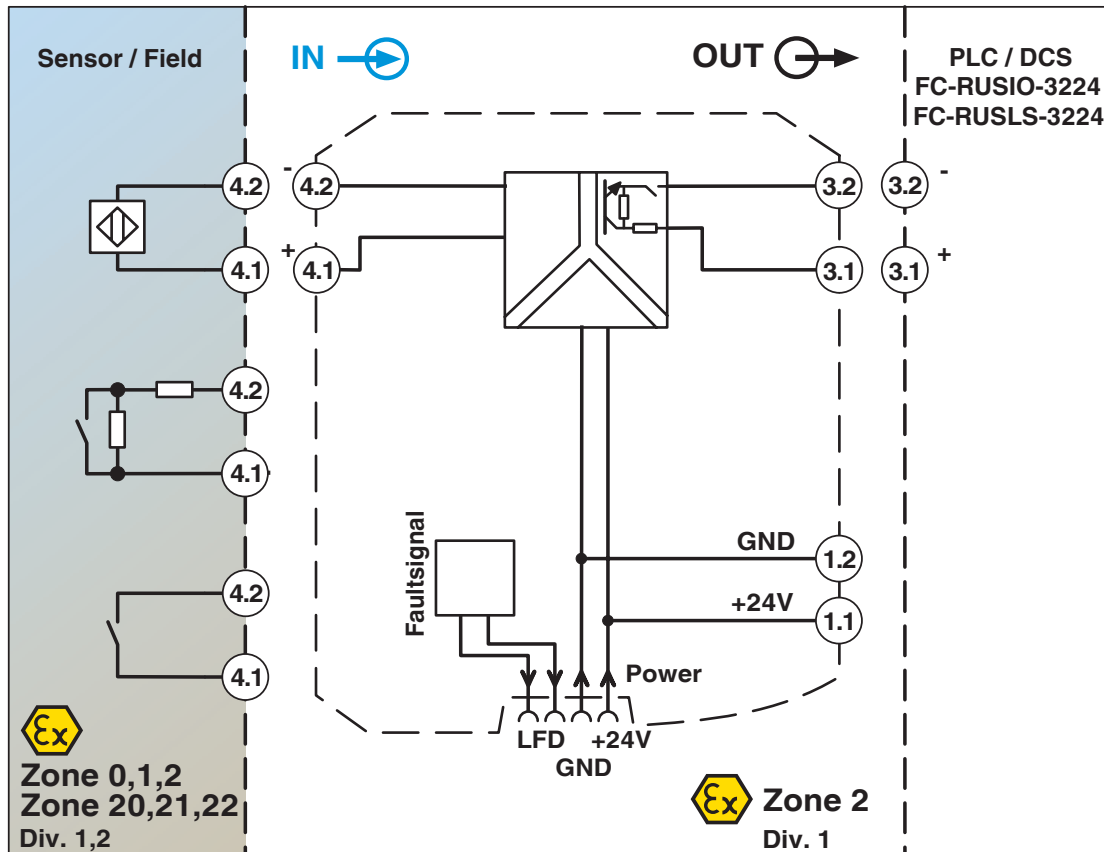 Sensor / Field
IN
OUT
PLC / DCS
FC-RUSIO-3224
FC-RUSLS-3224
4.2
-
4.2
3.2
3.2
-
4.1
+
4.1
3.1
3.1
+
4.2
4.1
Faultsignal
GND
1.2
4.2
+24V
1.1
4.1
Power
LFD
+24V
GND
Ex
Zone 0,1,2
Zone 20,21,22
Div. 1,2
Ex
Zone 2
Div. 1